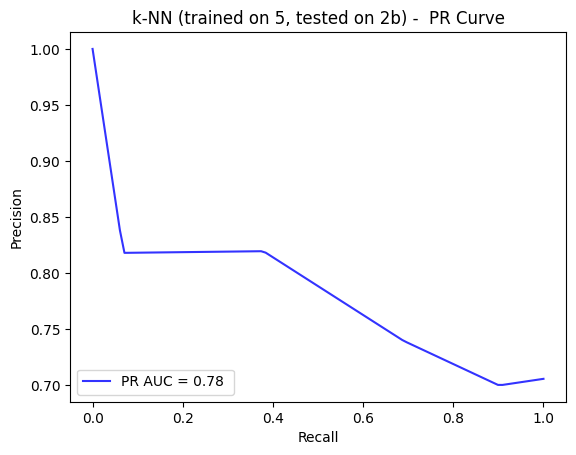 k-NN (trained on 5, tested on 2b) -  PR Curve
Precision
1.00
0.95
0.90
0.85
0.80
0.75
0.70
PR AUC = 0.78
0.0 0.2 0.4 0.6 0.8 1.0
Recall